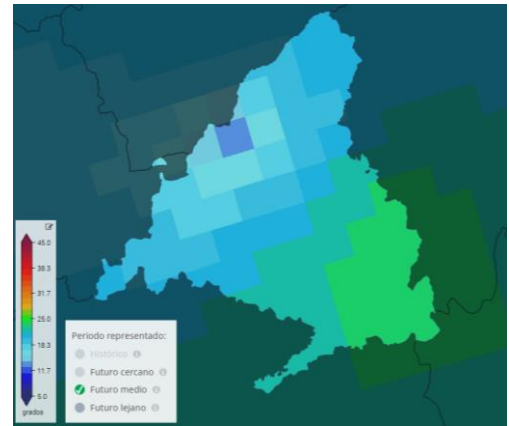 45.0
38.3
31.7
25.0
18.3
11.7
5.0
grados
Periodo representado:
Histórico
Futuro cercano
Futuro medio
Futuro lejano